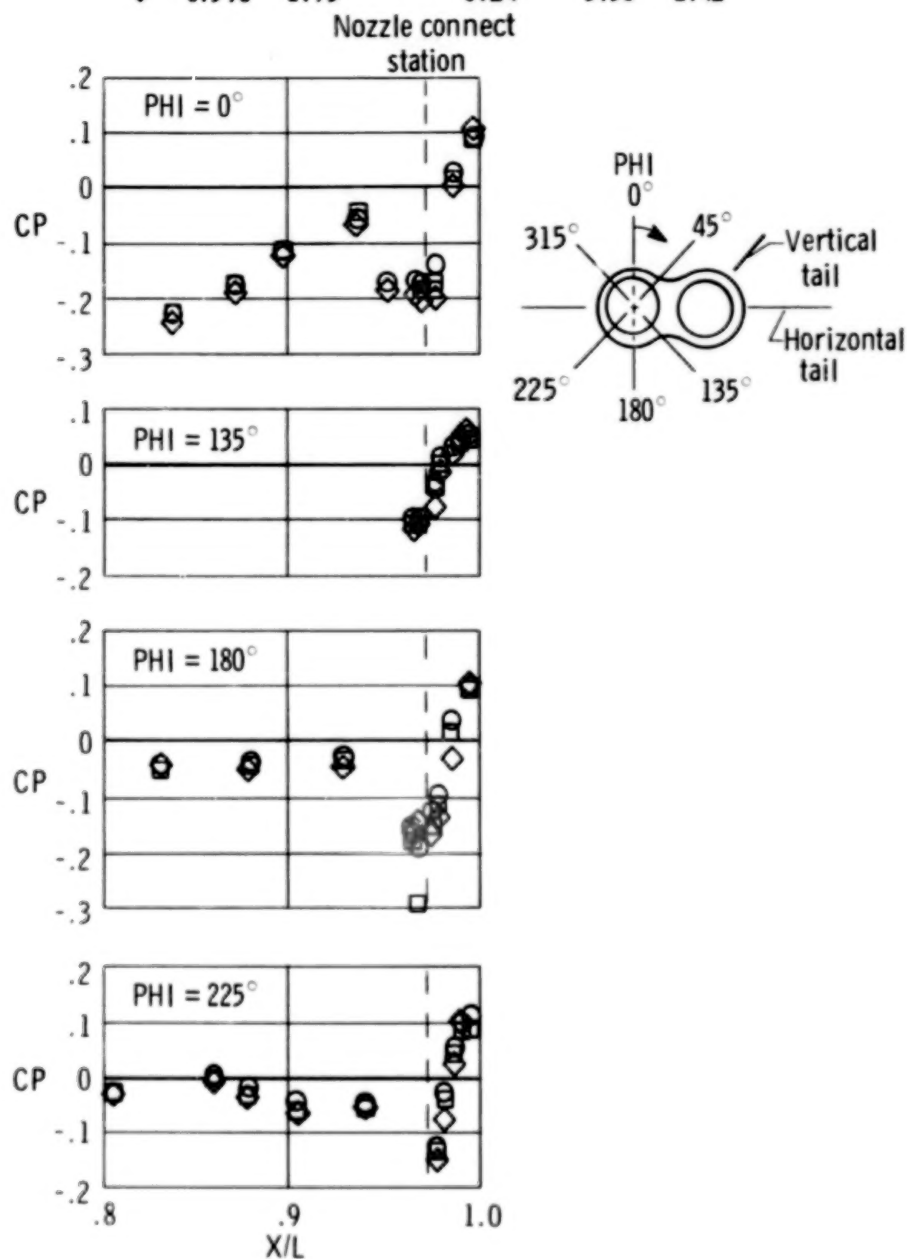 Nozzle connect
station
.2
PHI = 0°
.1
0
CP
-.1
-.2
-.3
PHI
0°
315°
45°
Vertical
tail
Horizontal
tail
225°
180°
135°
.1
PHI = 135°
0
CP
-.1
-.2
.2
PHI = 180°
.1
0
CP
-.1
-.2
-.3
.2
PHI = 225°
.1
CP
0
-.1
-.2
.8
.9
1.0
X/L